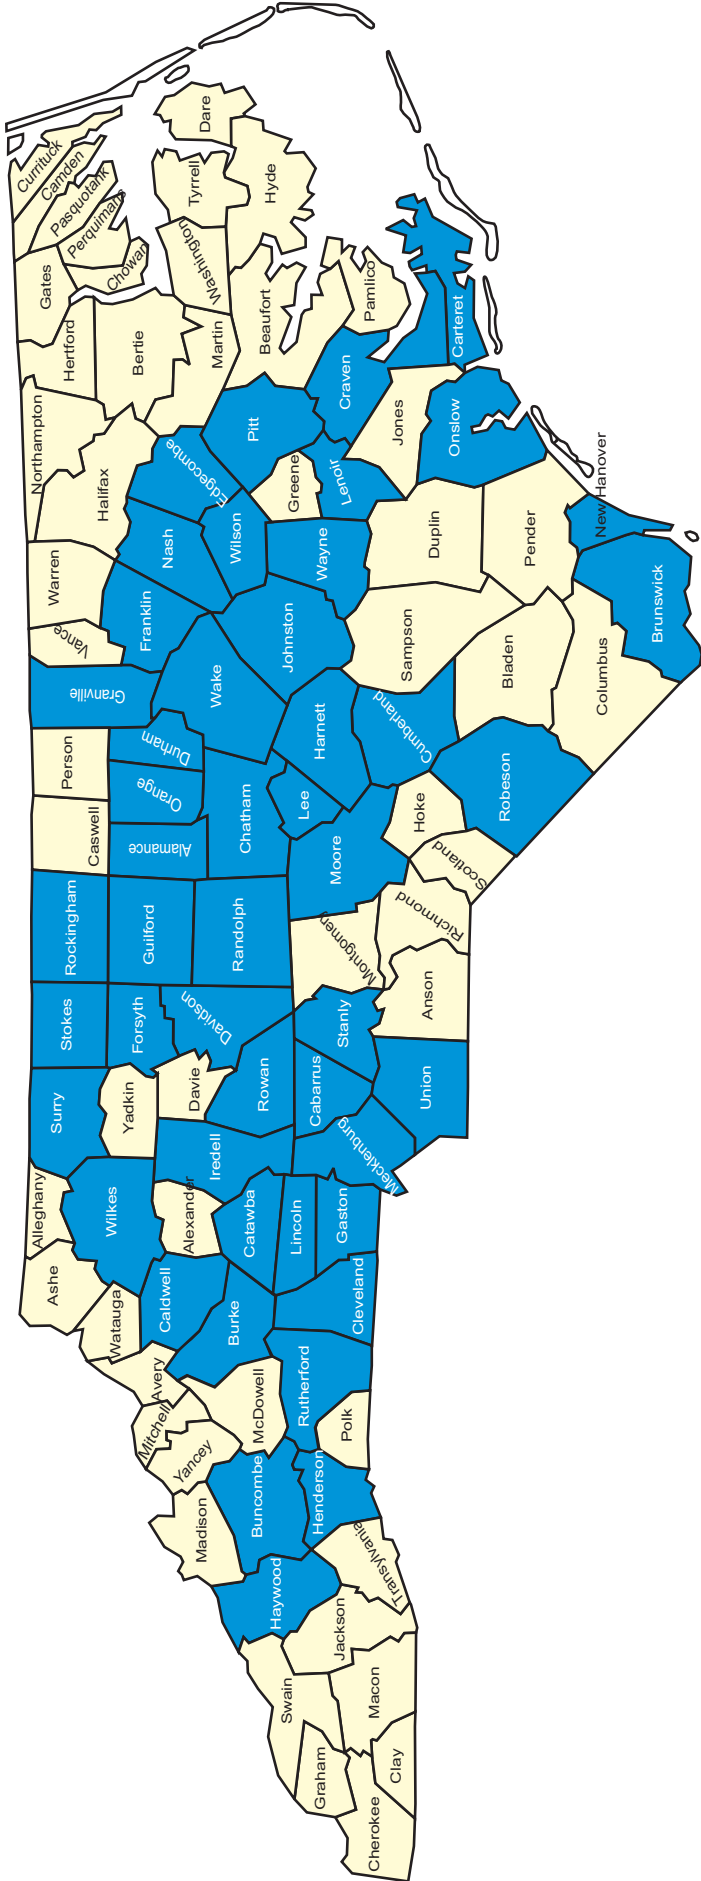 Currituck
Camden
Pasquotank
Perquimans
Chowan
Gates
Hertford
Bertie
Northampton
Halifax
Martin
Washington
Tyrrell
Dare
Hyde
Beaufort
Pamlico
Craven
Carteret
Jones
Onslow
Pitt
Greene
Lenoir
Edgecombe
Nash
Wilson
Wayne
Duplin
Pender
New Hanover
Brunswick
Columbus
Bladen
Sampson
Johnston
Franklin
Warren
Vance
Granville
Wake
Durham
Orange
Person
Caswell
Alamance
Chatham
Lee
Harnett
Cumberland
Robeson
Hoke
Scotland
Moore
Richmond
Montgomery
Anson
Randolph
Guilford
Rockingham
Stokes
Forsyth
Davidson
Stanly
Union
Cabarrus
Rowan
Davie
Yadkin
Surry
Iredell
Mecklenburg
Alleghany
Wilkes
Alexander
Catawba
Lincoln
Gaston
Cleveland
Ashe
Watauga
Caldwell
Burke
Avery
Mitchell
Yancey
McDowell
Rutherford
Polk
Madison
Buncombe
Henderson
Haywood
Transylvania
Jackson
Swain
Macon
Graham
Clay
Cherokee